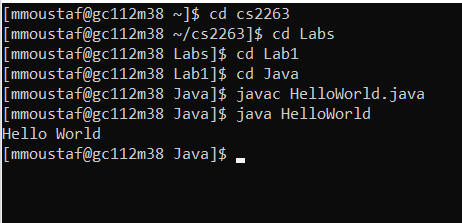 [mmoustaf@gc112m38 ~]$ cd cs2263
[mmoustaf@gc112m38 ~/cs2263]$ cd Labs
[mmoustaf@gc112m38 Labs]$ cd Lab1
[mmoustaf@gc112m38 Lab1]$ cd Java
[mmoustaf@gc112m38 Java]$ javac HelloWorld.java
[mmoustaf@gc112m38 Java]$ java HelloWorld
Hello World
[mmoustaf@gc112m38 Java]$